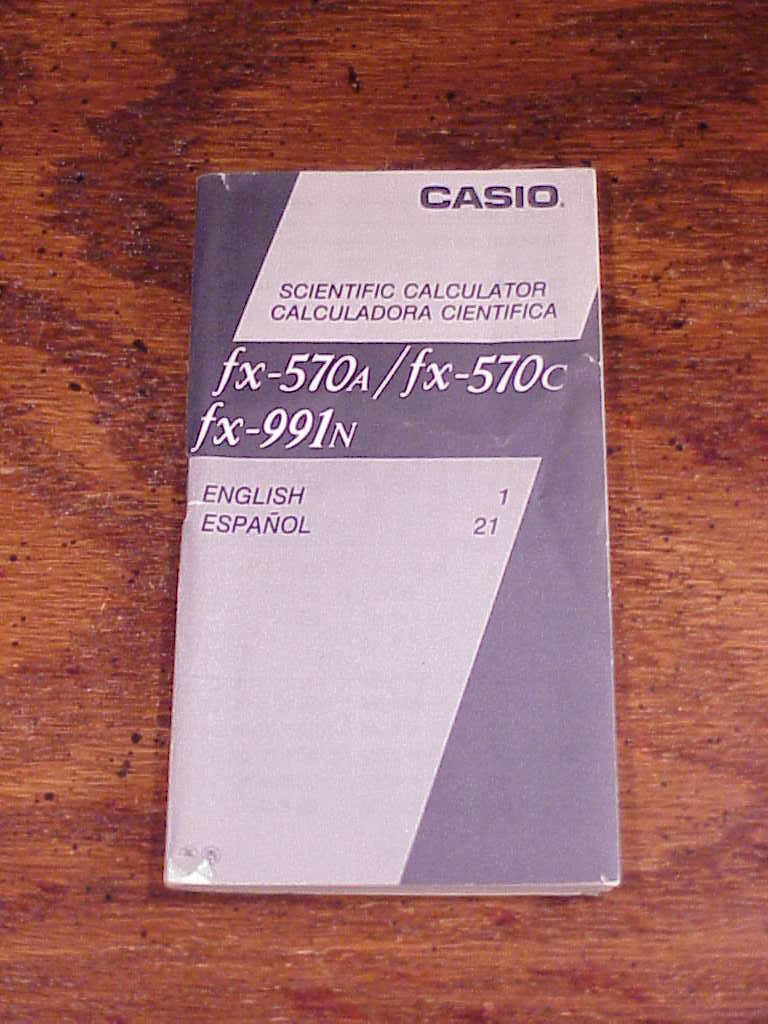 CASIO.
SCIENTIFIC CALCULATOR
CALCULADORA CIENTIFICA
fx-570A/fx-570C
fx-991N
ENGLISH 1
ESPAÑOL 21